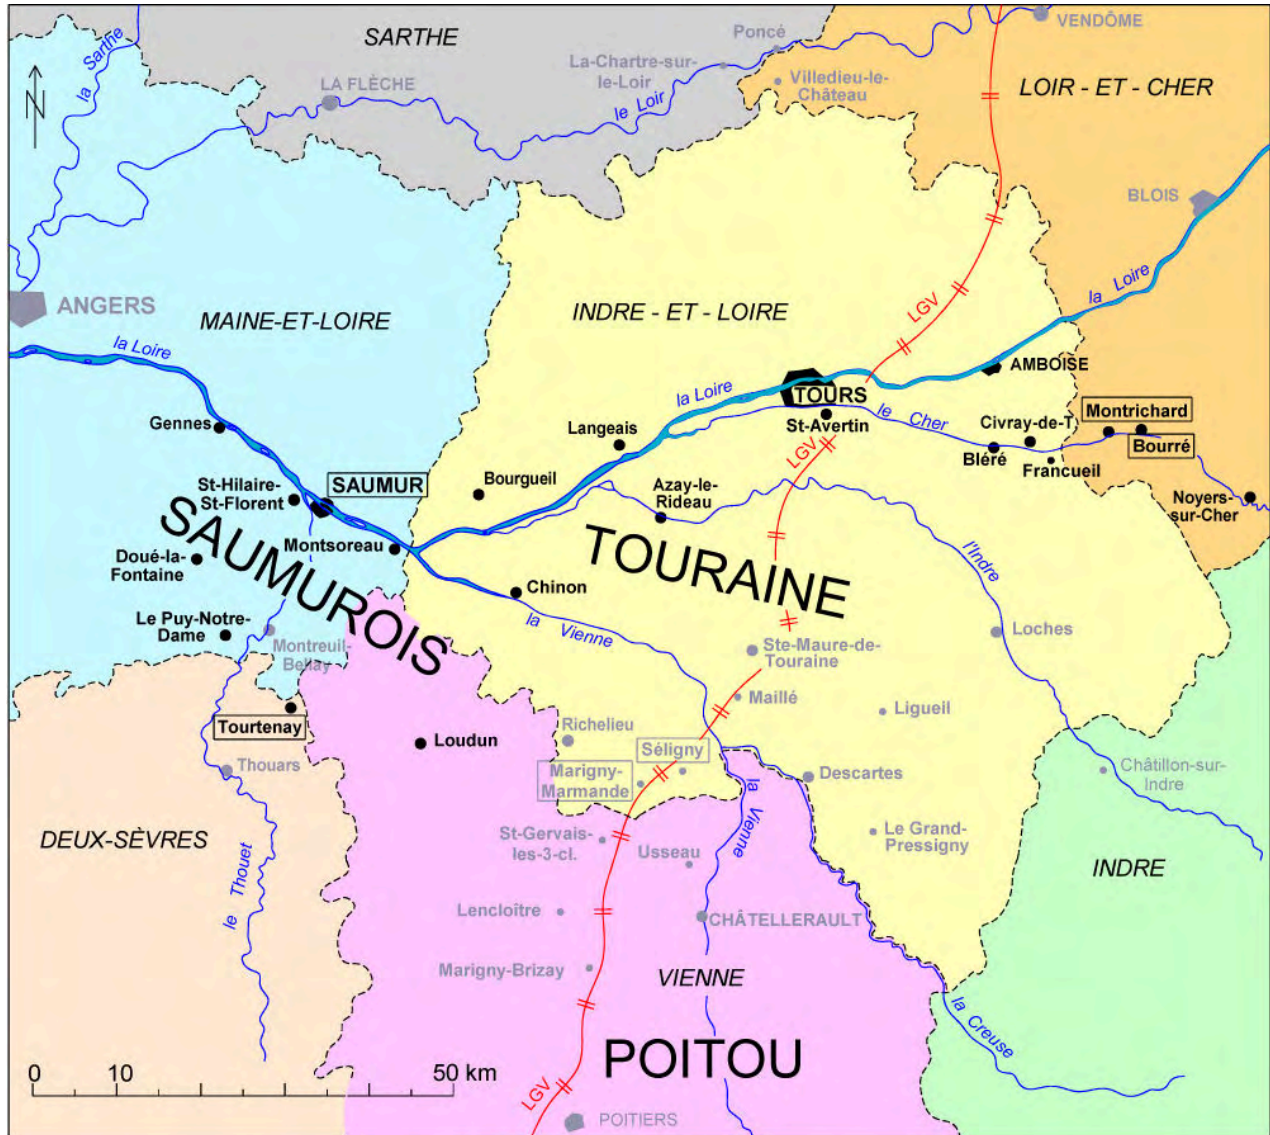 SARTHE
Poncé
VENDÔME
la Sarthe
La-Chartre-sur-
le-Loir
Villedieu-le-
Château
LA FLÈCHE
le Loir
LOIR - ET - CHER
N
BLOIS
ANGERS
MAINE-ET-LOIRE
INDRE - ET - LOIRE
LGV
la Loire
la Loire
AMBOISE
la Loire
TOURS
le Cher
Gennes
Langeais
St-Avertin
Civray-de-T.
Montrichard
LGV
Bléré
Francueil
Bourré
St-Hilaire-
St-Florent
SAUMUR
Bourgueil
Azay-le-
Rideau
Noyers-
sur-Cher
SAUMUROIS
TOURAINE
Montsoreau
l'Indre
Doué-la-
Fontaine
Chinon
la Vienne
Le Puy-Notre-
Dame
Montreuil-
Bellay
Ste-Maure-de-
Touraine
Loches
Maillé
Ligueil
Tourtenay
Richelieu
Loudun
Séligny
Thouars
Marigny-
Marmande
Descartes
Châtillon-sur-
Indre
la Vienne
DEUX-SÈVRES
St-Gervais-
les-3-cl.
Usseau
Le Grand-
Pressigny
INDRE
le Thouet
Lencloître
CHÂTELLERAULT
Marigny-Brizay
VIENNE
la Creuse
POITOU
0 10 50 km
LGV
POITIERS